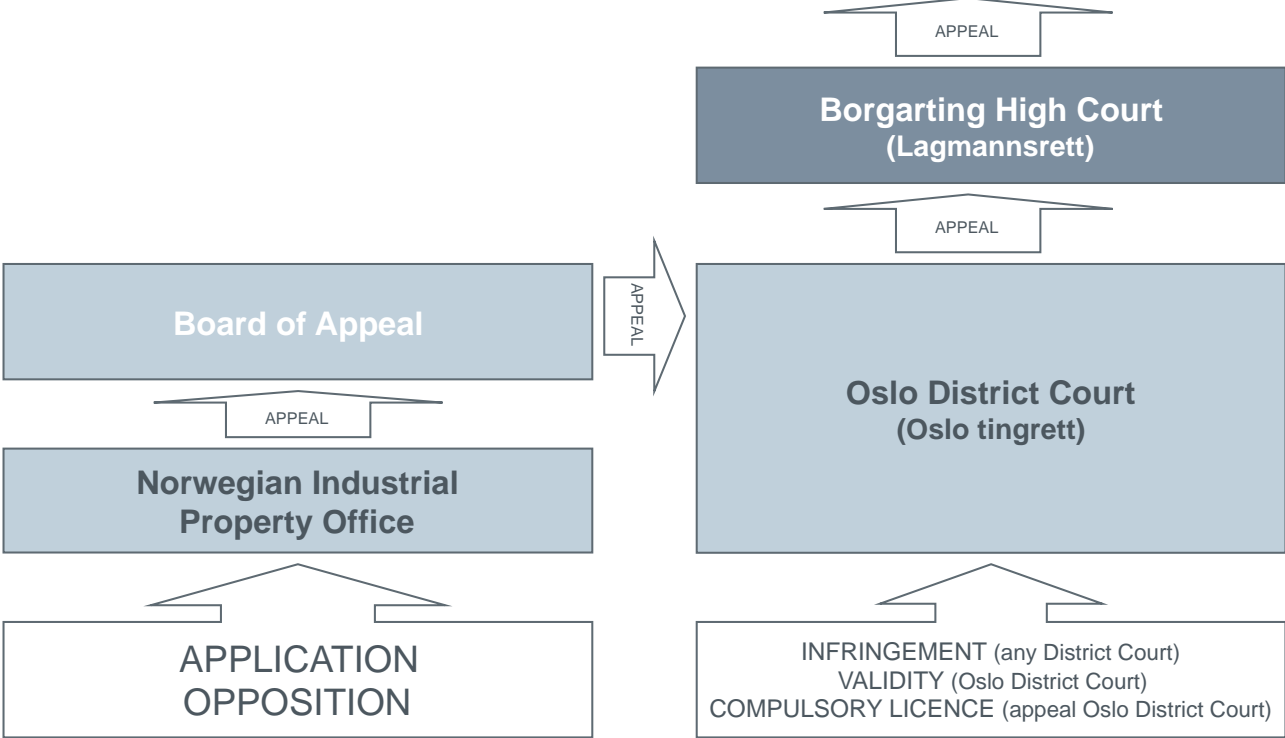 APPEAL
Borgarting High Court
(Lagmannsrett)
APPEAL
Board of Appeal
APPEAL
Oslo District Court
(Oslo tingrett)
APPEAL
Norwegian Industrial
Property Office
APPLICATION
OPPOSITION
INFRINGEMENT (any District Court)
VALIDITY (Oslo District Court)
COMPULSORY LICENCE (appeal Oslo District Court)